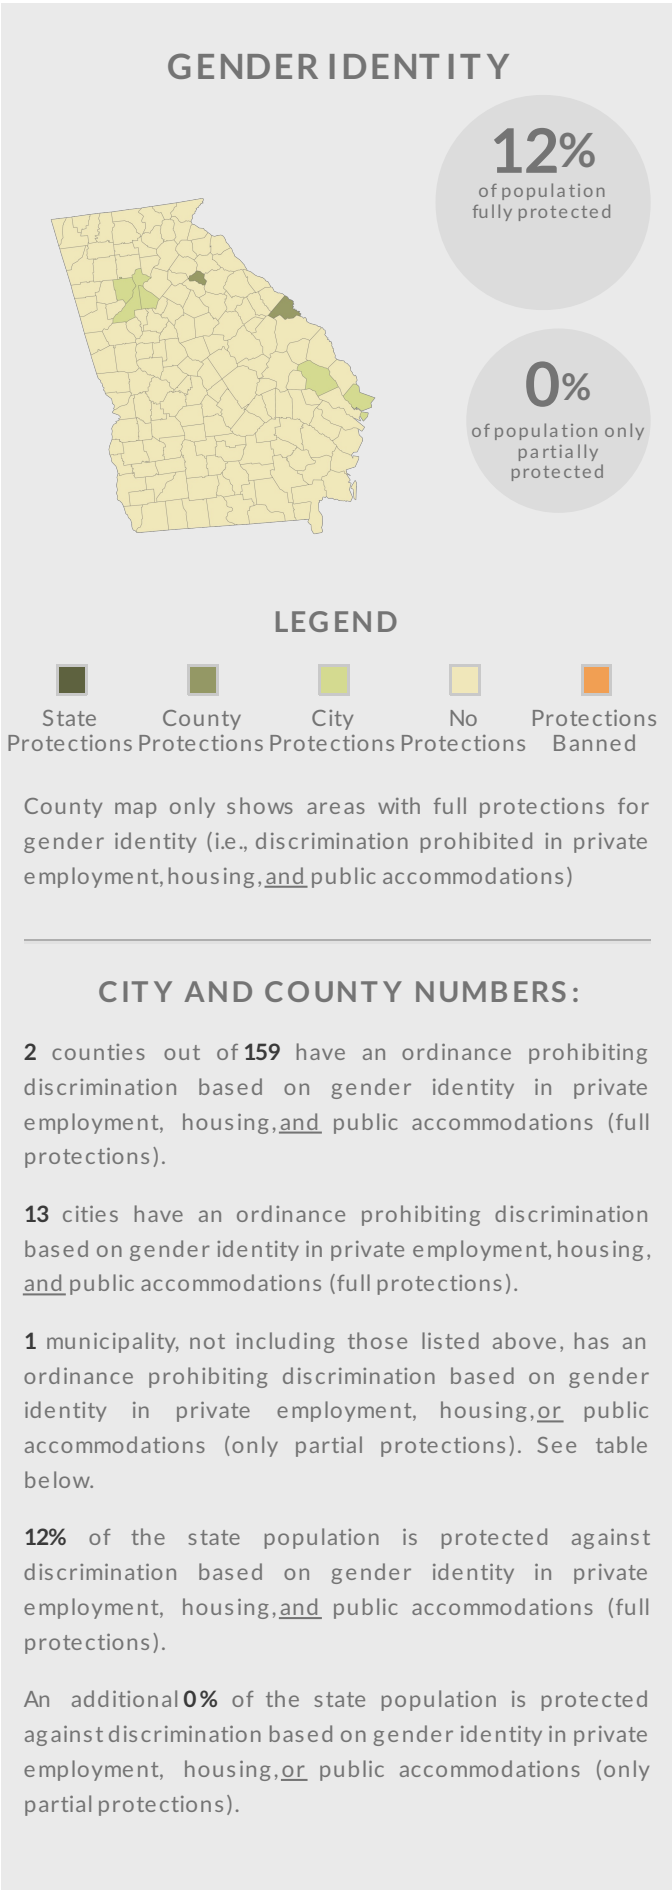 GENDER IDENTITY
12%
of population
fully protected
0%
of population only
partially
protected
LEGEND
State
Protections
County
Protections
City
Protections
No
Protections
Protections
Banned
County map only shows areas with full protections for
gender identity (i.e., discrimination prohibited in private
employment, housing, and public accommodations)
CITY AND COUNTY NUMBERS:
2 counties out of 159 have an ordinance prohibiting
discrimination based on gender identity in private
employment, housing, and public accommodations (full
protections).
13 cities have an ordinance prohibiting discrimination
based on gender identity in private employment, housing,
and public accommodations (full protections).
1 municipality, not including those listed above, has an
ordinance prohibiting discrimination based on gender
identity in private employment, housing, or public
accommodations (only partial protections). See table
below.
12% of the state population is protected against
discrimination based on gender identity in private
employment, housing, and public accommodations (full
protections).
An additional 0% of the state population is protected
against discrimination based on gender identity in private
employment, housing, or public accommodations (only
partial protections).